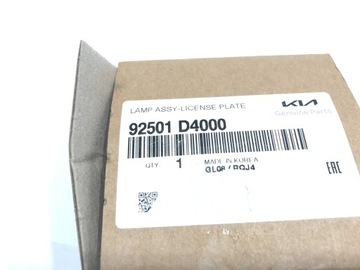 LAMP ASSY-LICENSE PLATE
KIA
Genuine Parts
92501 D4000
QTY. 1 MADE IN KOREA